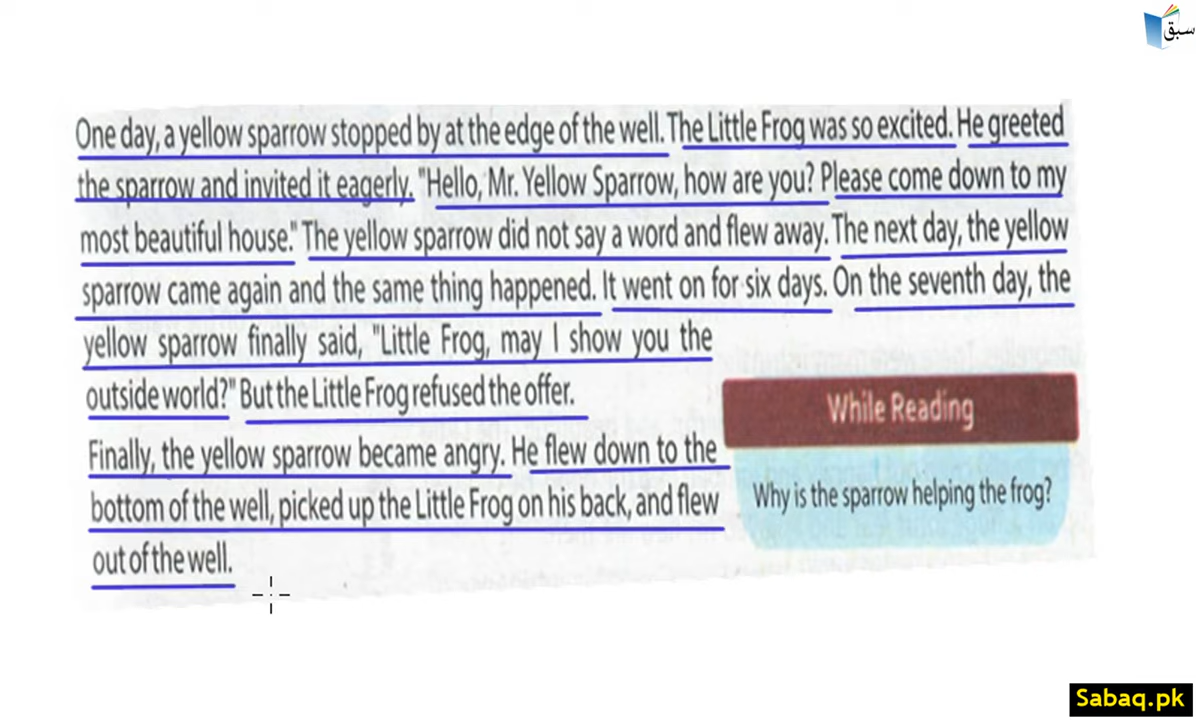 سبق
One day, a yellow sparrow stopped by at the edge of the well. The Little Frog was so excited. He greeted
the sparrow and invited it eagerly. "Hello, Mr. Yellow Sparrow, how are you? Please come down to my
most beautiful house." The yellow sparrow did not say a word and flew away. The next day, the yellow
sparrow came again and the same thing happened. It went on for six days. On the seventh day, the
yellow sparrow finally said, "Little Frog, may I show you the
outside world?" But the Little Frog refused the offer.
Finally, the yellow sparrow became angry. He flew down to the
bottom of the well, picked up the Little Frog on his back, and flew
out of the well.
While Reading
Why is the sparrow helping the frog?
Sabaq.pk